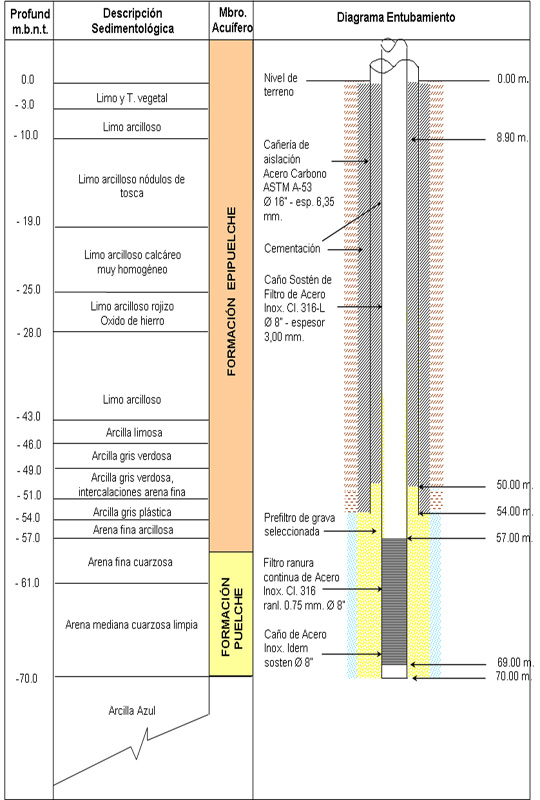 Profund
m.b.n.t.
Descripción
Sedimentológica
Mbro.
Acuífero
Diagrama Entubamiento
0.0
- 3.0
- 10.0
- 19.0
- 25.0
- 28.0
- 43.0
- 46.0
- 49.0
- 51.0
- 54.0
- 57.0
- 61.0
-70.0
Limo y T. vegetal
Limo arcilloso
Limo arcilloso nódulos de
tosca
Limo arcilloso calcáreo
muy homogéneo
Limo arcilloso rojizo
Oxido de hierro
Limo arcilloso
Arcilla limosa
Arcilla gris verdosa
Arcilla gris verdosa,
intercalaciones arena fina
Arcilla gris plástica
Arena fina arcillosa
Arena fina cuarzosa
Arena mediana cuarzosa limpia
Arcilla Azul
FORMACIÓN EPIPUELCHE
FORMACIÓN
PUELCHE
Nivel de
terreno
Cañería de
aislación
Acero Carbono
ASTM A-53
Ø 16" - esp. 6,35
mm.
Cementación
Caño Sostén de
Filtro de Acero
Inox. Cl. 316-L
Ø 8" - espesor
3,00 mm.
Prefiltro de grava
seleccionada
Filtro ranura
continua de Acero
Inox. Cl. 316
ranl. 0.75 mm. Ø 8"
Caño de Acero
Inox. Idem
sosten Ø 8"
0.00 m.
8.90 m.
50.00 m.
54.00 m.
57.00 m.
69.00 m.
70.00 m.